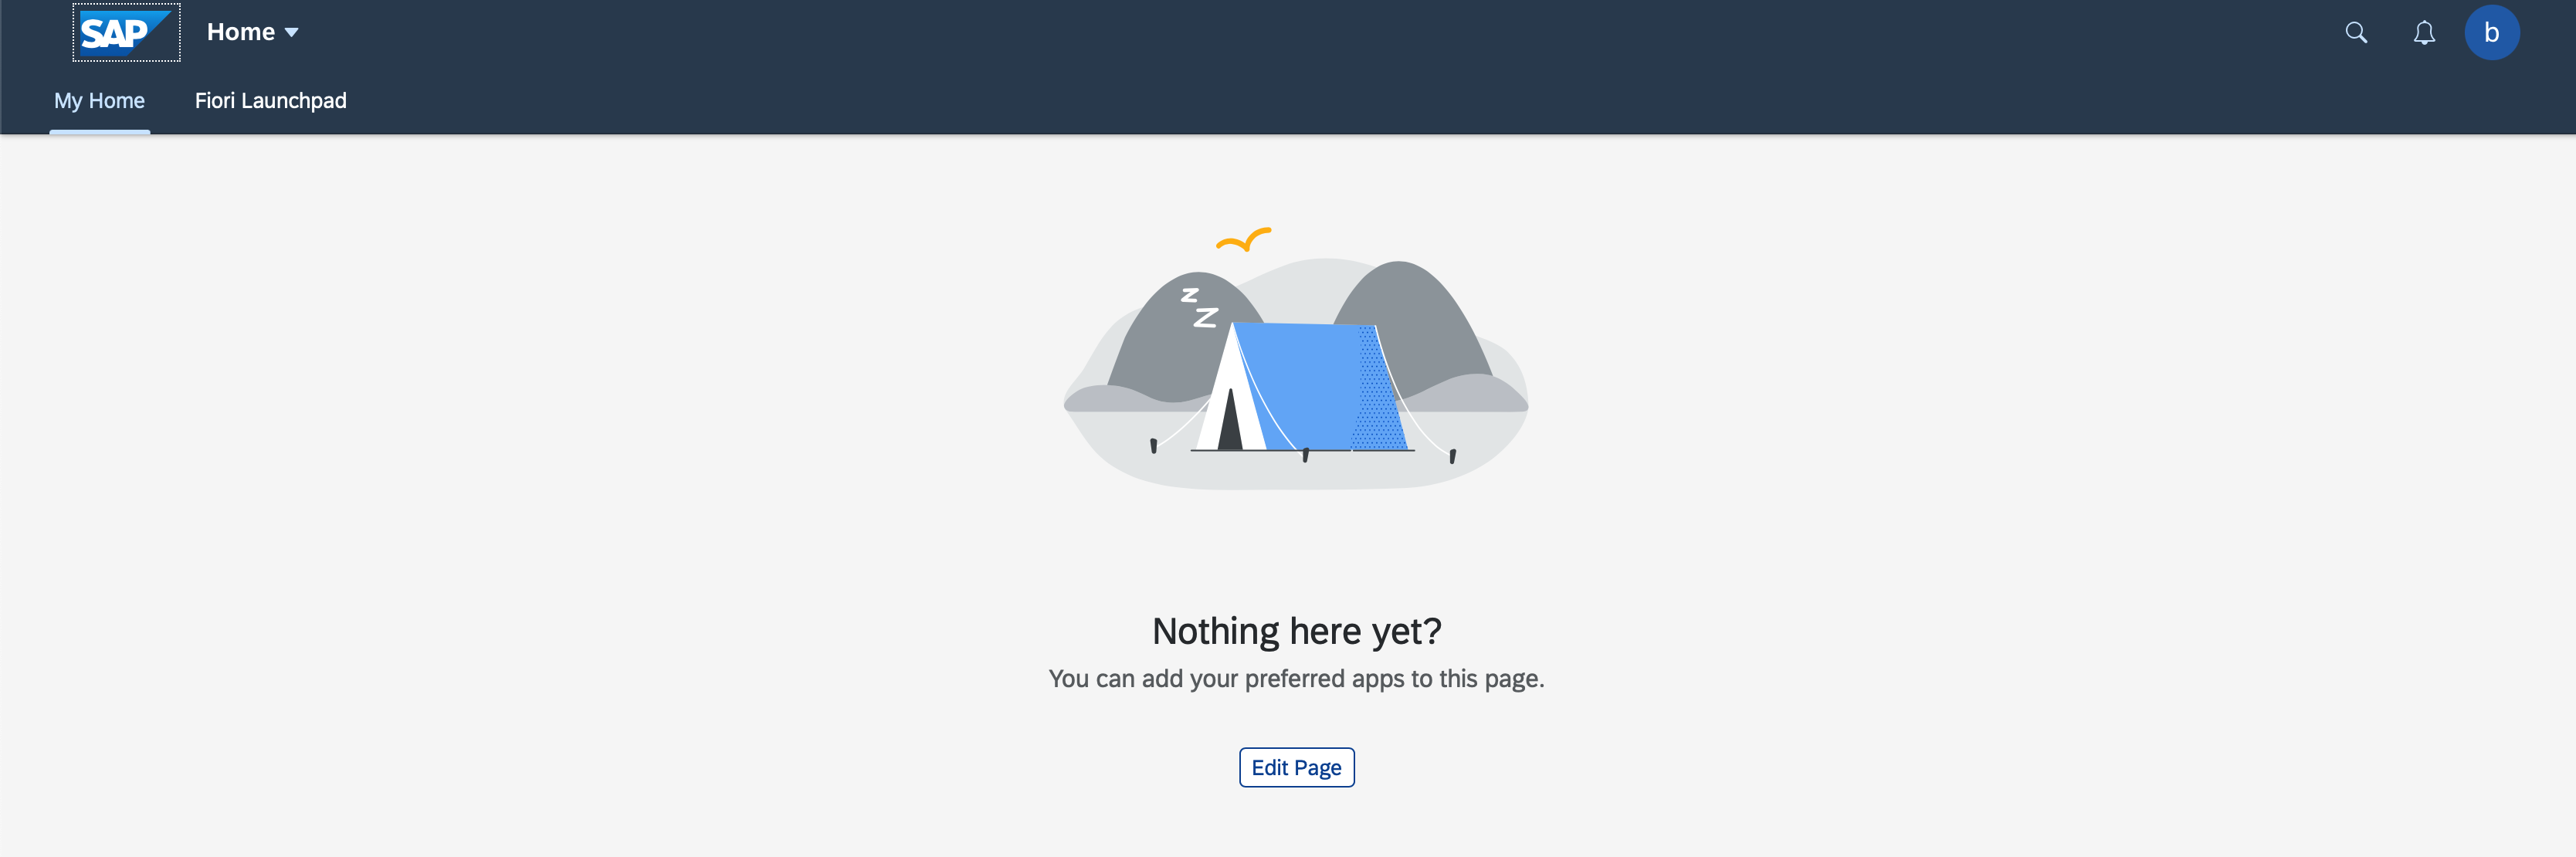 SAP
Home
b
My Home
Fiori Launchpad
z
Z
Nothing here yet?
You can add your preferred apps to this page.
Edit Page